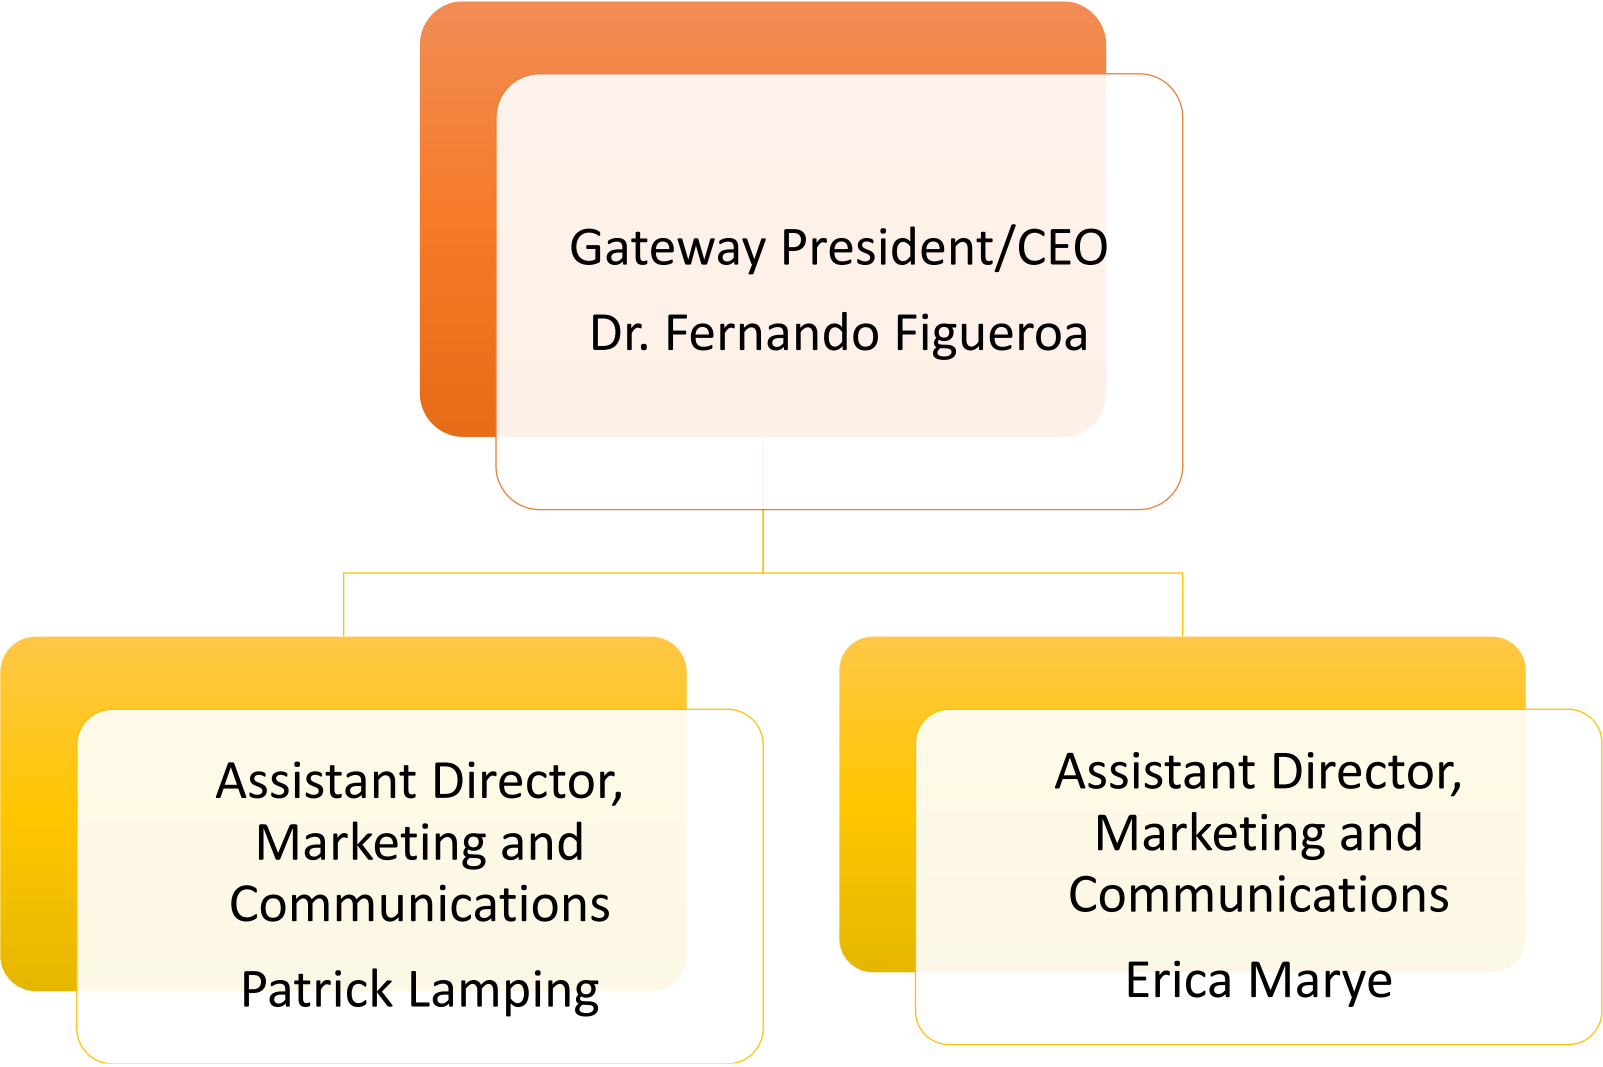 Gateway President/CEO
Dr. Fernando Figueroa
Assistant Director,
Marketing and
Communications
Patrick Lamping
Assistant Director,
Marketing and
Communications
Erica Marye